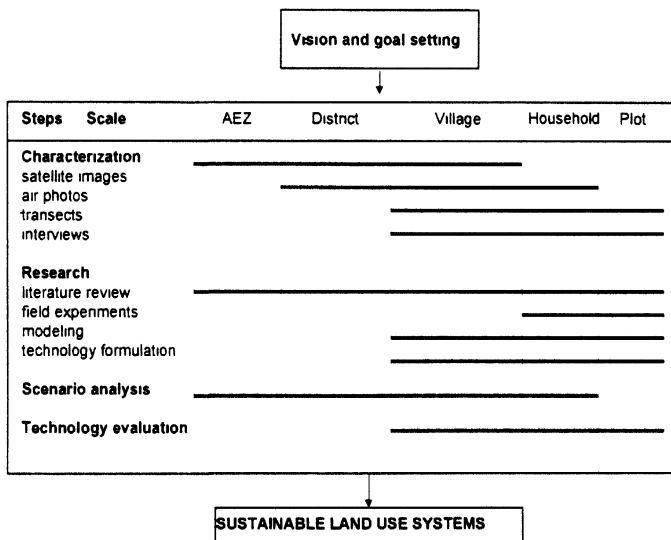 Vision and goal setting
Steps Scale AEZ District Village Household Plot
Characterization
satellite images
air photos
transects
interviews
Research
literature review
field experiments
modeling
technology formulation
Scenario analysis
Technology evaluation
SUSTAINABLE LAND USE SYSTEMS